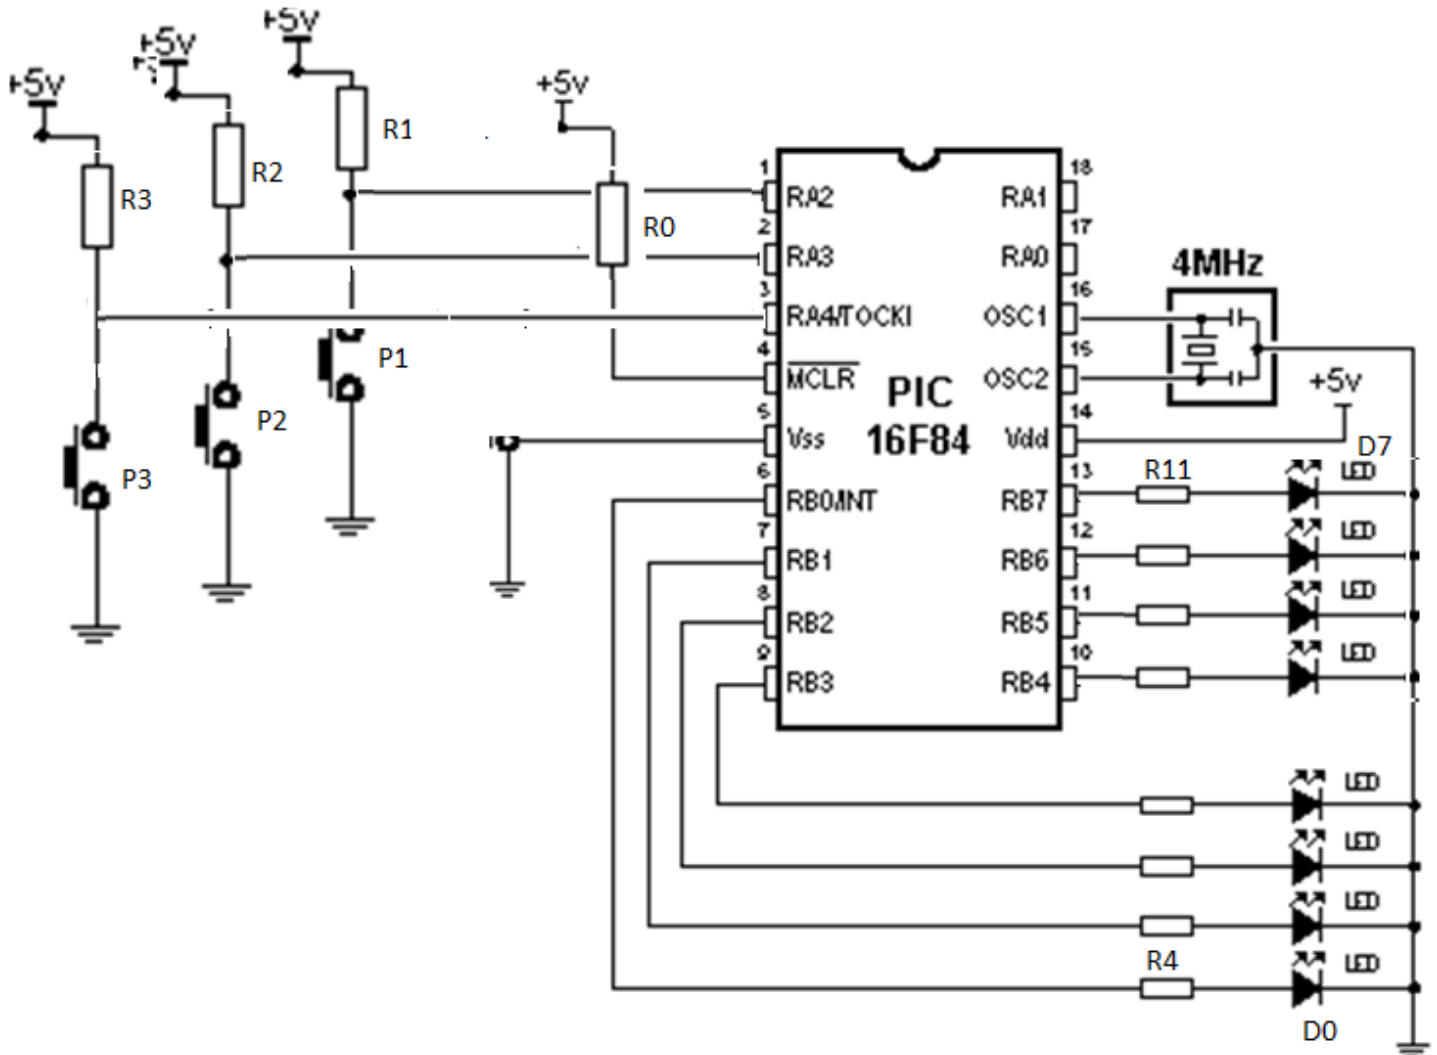 +5v
+5v
+5v
+5v
R1
R2
R3
R0
P1
P2
P3
1
RA2
2
RA3
3
RA4/TOCKI
4
MCLR
5
Vss
6
RB0/INT
7
RB1
8
RB2
9
RB3
PIC
16F84
18
RA1
17
RA0
16
OSC1
15
OSC2
14
Vdd
13
RB7
12
RB6
11
RB5
10
RB4
4MHz
+5v
D7
R11
LED
LED
LED
LED
LED
LED
LED
R4
LED
D0